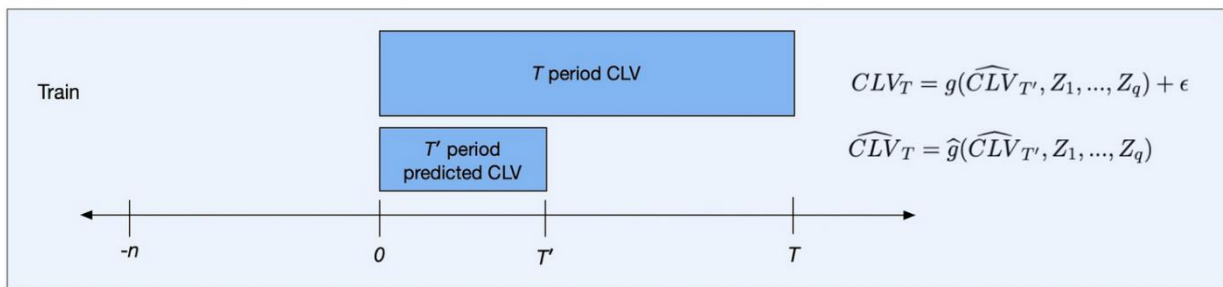 T period CLV
Train
CLV_T = g(\widehat{CLV}_{T'}, Z_1, ..., Z_q) + ϵ
T′ period
predicted CLV
\widehat{CLV}_T = \widehat{g}(\widehat{CLV}_{T'}, Z_1, ..., Z_q)
-n 0 T′ T